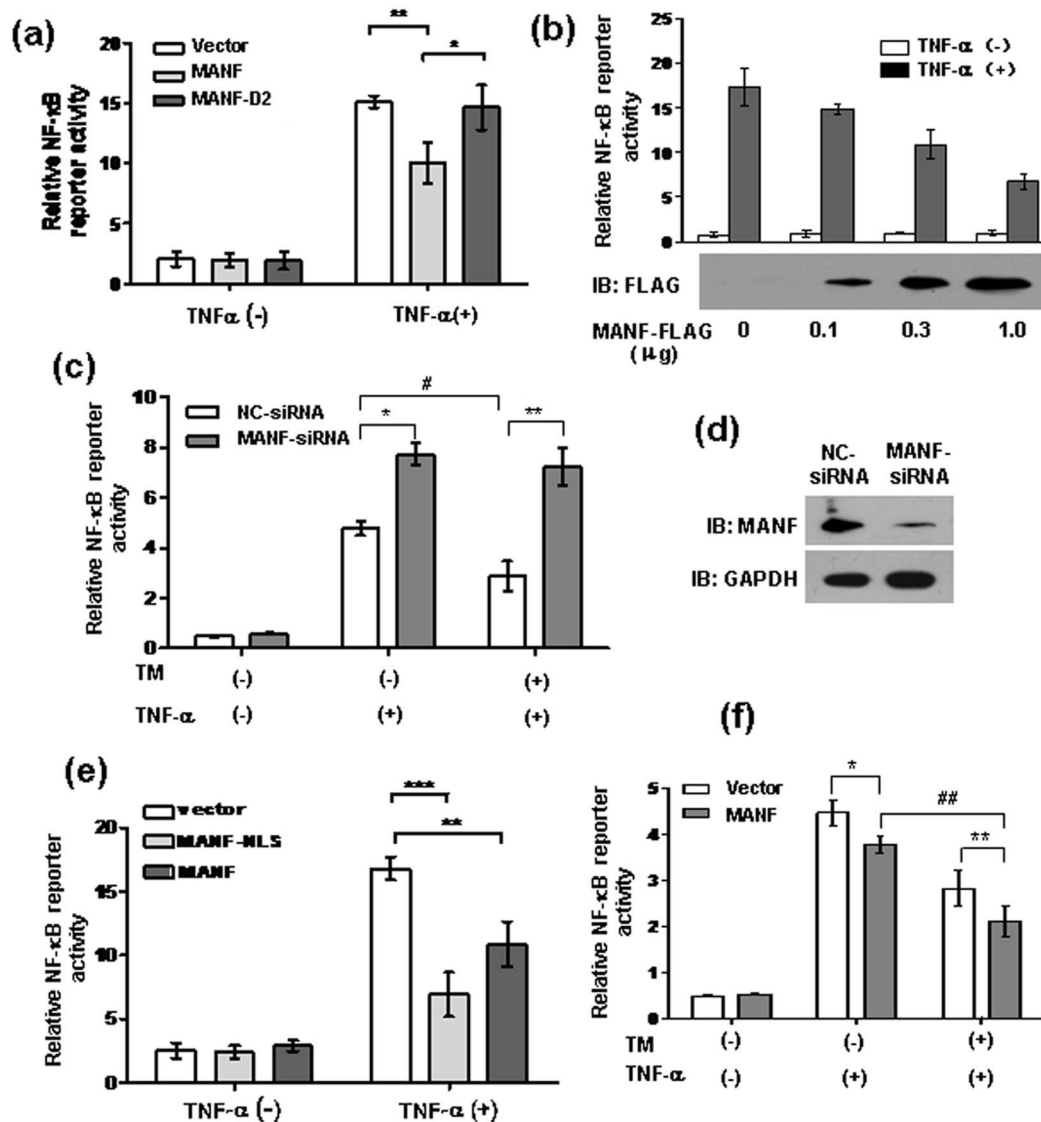 (a)
Relative NF-κB
reporter activity
20
15
10
5
0
Vector
MANF
MANF-D2
**
*
TNFα (-)
TNF-α(+)
(b)
Relative NF-κB reporter
activity
25
20
15
10
5
0
TNF-α (-)
TNF-α (+)
IB: FLAG
MANF-FLAG 0 0.1 0.3 1.0
(μg)
(c)
Relative NF-κB reporter
activity
10
8
6
4
2
0
NC-siRNA
MANF-siRNA
#
*
**
TM (-) (-) (+)
TNF-α (-) (+) (+)
(d)
NC- MANF-
siRNA siRNA
IB: MANF
IB: GAPDH
(e)
Relative NF-κB reporter
activity
20
15
10
5
0
vector
MANF-NLS
MANF
***
**
TNF-α (-)
TNF-α (+)
(f)
Relative NF-κB reporter
activity
5
4
3
2
1
0
Vector
MANF
*
##
**
TM (-) (-) (+)
TNF-α (-) (+) (+)